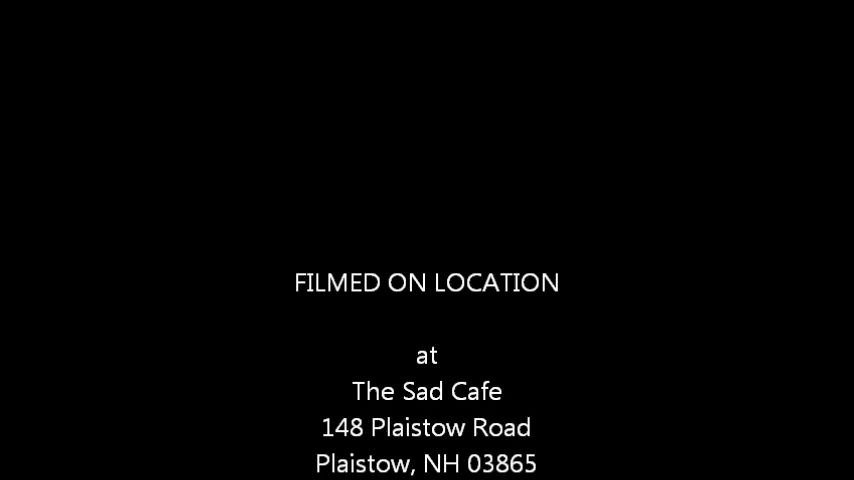 FILMED ON LOCATION
at
The Sad Cafe
148 Plaistow Road
Plaistow, NH 03865